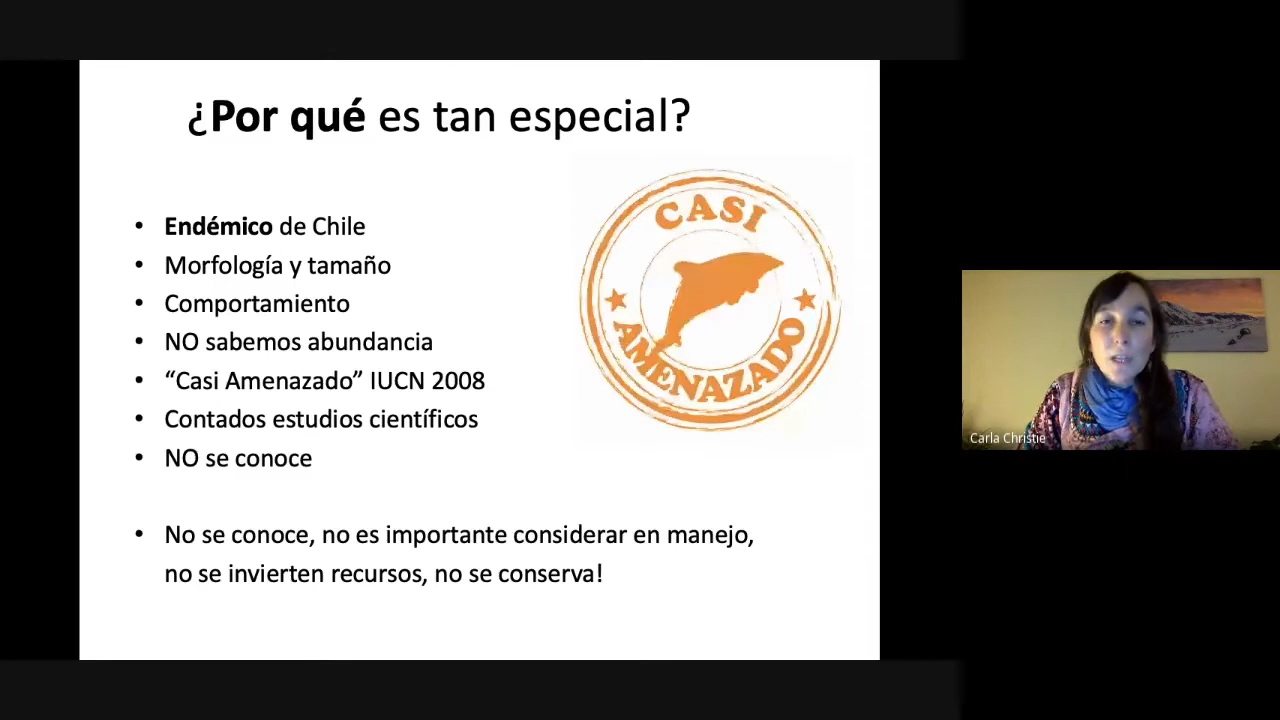 ¿Por qué es tan especial?
• Endémico de Chile
• Morfología y tamaño
• Comportamiento
• NO sabemos abundancia
• “Casi Amenazado” IUCN 2008
• Contados estudios científicos
• NO se conoce
• No se conoce, no es importante considerar en manejo,
no se invierten recursos, no se conserva!
CASI
AMENAZADO
Carla Christie